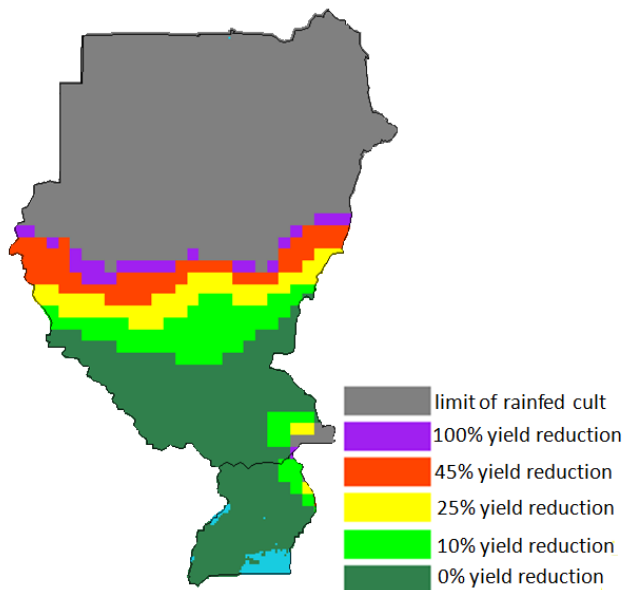 limit of rainfed cult
100% yield reduction
45% yield reduction
25% yield reduction
10% yield reduction
0% yield reduction